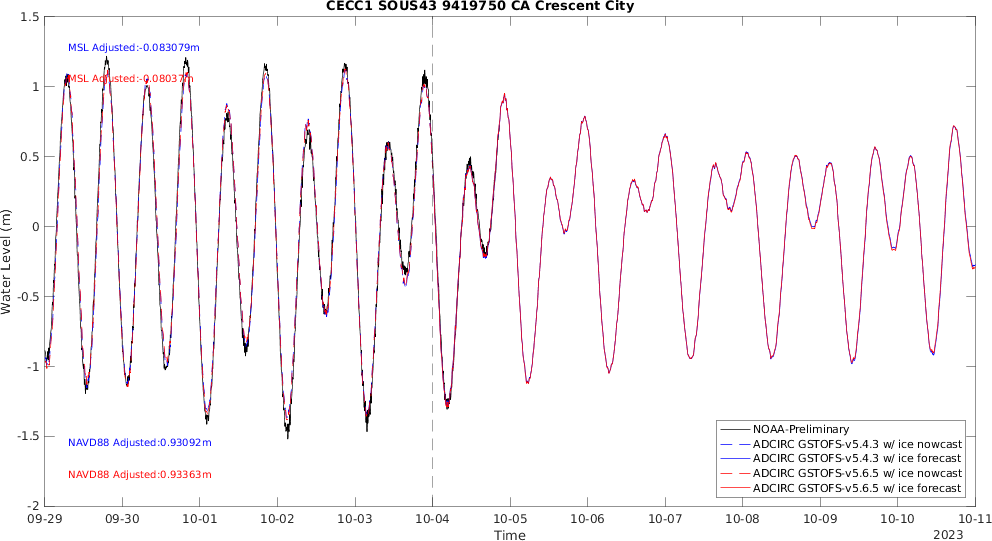 CECC1 SOUS43 9419750 CA Crescent City
Water Level (m)
1.5
1
0.5
0
-0.5
-1
-1.5
-2
MSL Adjusted:-0.083079m
MSL Adjusted:-0.08037m
NAVD88 Adjusted:0.93092m
NAVD88 Adjusted:0.93363m
NOAA-Preliminary
ADCIRC GSTOFS-v5.4.3 w/ ice nowcast
ADCIRC GSTOFS-v5.4.3 w/ ice forecast
ADCIRC GSTOFS-v5.6.5 w/ ice nowcast
ADCIRC GSTOFS-v5.6.5 w/ ice forecast
09-29 09-30 10-01 10-02 10-03 10-04 10-05 10-06 10-07 10-08 10-09 10-10 10-11
Time
2023